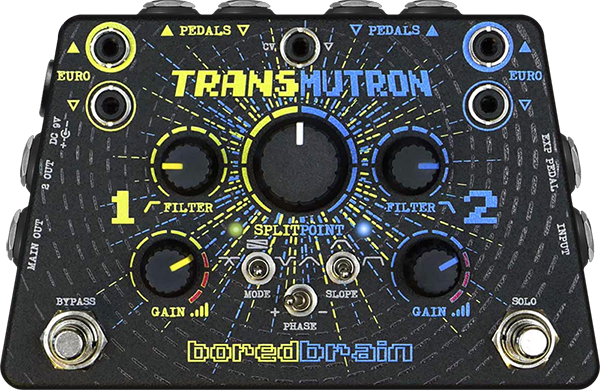 PEDALS
CV
PEDALS
EURO
EURO
TRANSMUTRON
DC 9V
+ -
2 OUT
MAIN OUT
EXP PEDAL
INPUT
1
FILTER
FILTER
2
SPLITPOINT
MODE
SLOPE
GAIN
+ PHASE -
GAIN
BYPASS
SOLO
boredbrain